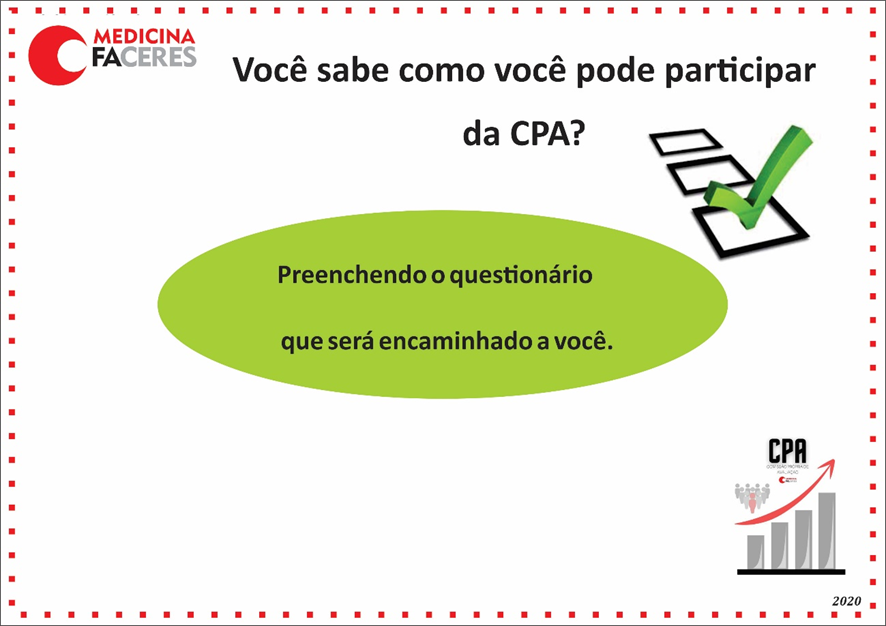 MEDICINA
FACERES
Você sabe como você pode participar
da CPA?
Preenchendo o questionário
que será encaminhado a você.
CPA
2020